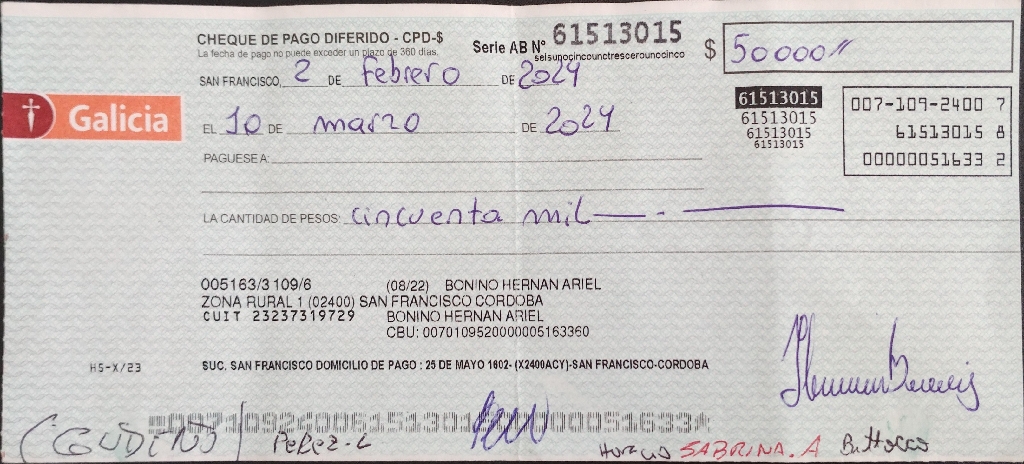 CHEQUE DE PAGO DIFERIDO - CPD-$
La fecha de pago no puede exceder un plazo de 360 días.
Serie AB Nº 61513015
seisunocincounotrescerounocinco
$ 50000 //
SAN FRANCISCO, 2 DE febrero DE 2024
Galicia
EL 10 DE marzo DE 2024
61513015
61513015
61513015
61513015
007-109-2400 7
61513015 8
00000051633 2
PAGUESE A:
LA CANTIDAD DE PESOS: cincuenta mil
005163/3 109/6 (08/22) BONINO HERNAN ARIEL
ZONA RURAL 1 (02400) SAN FRANCISCO CORDOBA
CUIT 23237319729 BONINO HERNAN ARIEL
CBU: 0070109520000005163360
HS-X/23
SUC. SAN FRANCISCO DOMICILIO DE PAGO : 25 DE MAYO 1602- (X2400ACY)-SAN FRANCISCO-CORDOBA
PEREZ-L
SABRINA. A